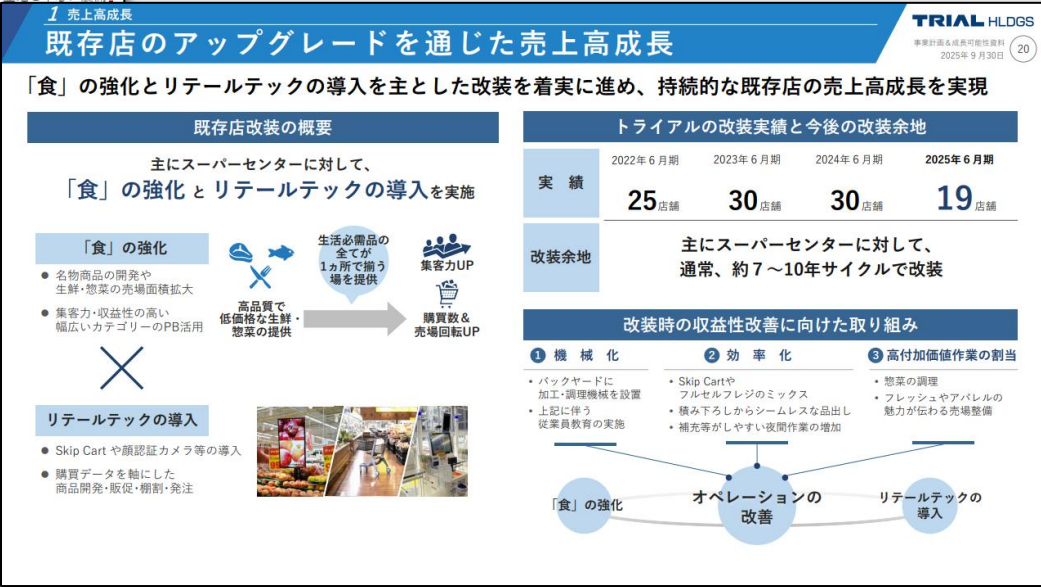 1 売上高成長
既存店のアップグレードを通じた売上高成長
TRIAL HLDGS
事業計画&成長可能性資料
2025年9月30日
20
「食」の強化とリテールテックの導入を主とした改装を着実に進め、持続的な既存店の売上高成長を実現
既存店改装の概要
主にスーパーセンターに対して、
「食」の強化 と リテールテックの導入を実施
「食」の強化
● 名物商品の開発や
生鮮・惣菜の売場面積拡大
● 集客力・収益性の高い
幅広いカテゴリーのPB活用
高品質で
低価格な生鮮・
惣菜の提供
生活必需品の
全てが
1ヵ所で揃う
場を提供
集客力UP
購買数&
売場回転UP
リテールテックの導入
● Skip Cart や顔認証カメラ等の導入
● 購買データを軸にした
商品開発・販促・棚割・発注
トライアルの改装実績と今後の改装余地
実 績
2022年6月期 2023年6月期 2024年6月期 2025年6月期
25店舗 30店舗 30店舗 19店舗
改装余地
主にスーパーセンターに対して、
通常、約7~10年サイクルで改装
改装時の収益性改善に向けた取り組み
1 機 械 化
• バックヤードに
加工・調理機械を設置
• 上記に伴う
従業員教育の実施
2 効 率 化
• Skip Cartや
フルセルフレジのミックス
• 積み下ろしからシームレスな品出し
• 補充等がしやすい夜間作業の増加
3 高付加価値作業の割当
• 惣菜の調理
• フレッシュやアパレルの
魅力が伝わる売場整備
「食」の強化
オペレーションの
改善
リテールテックの
導入